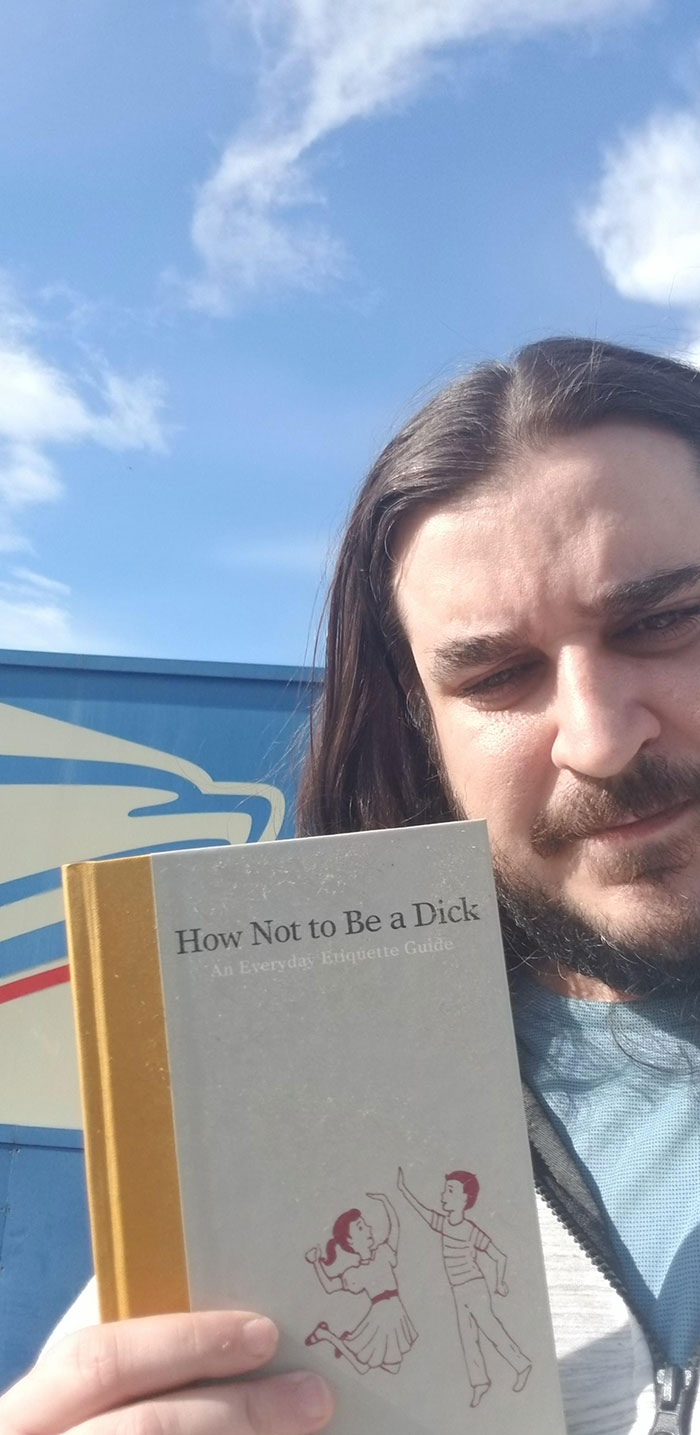 How Not to Be a Dick
An Everyday Etiquette Guide